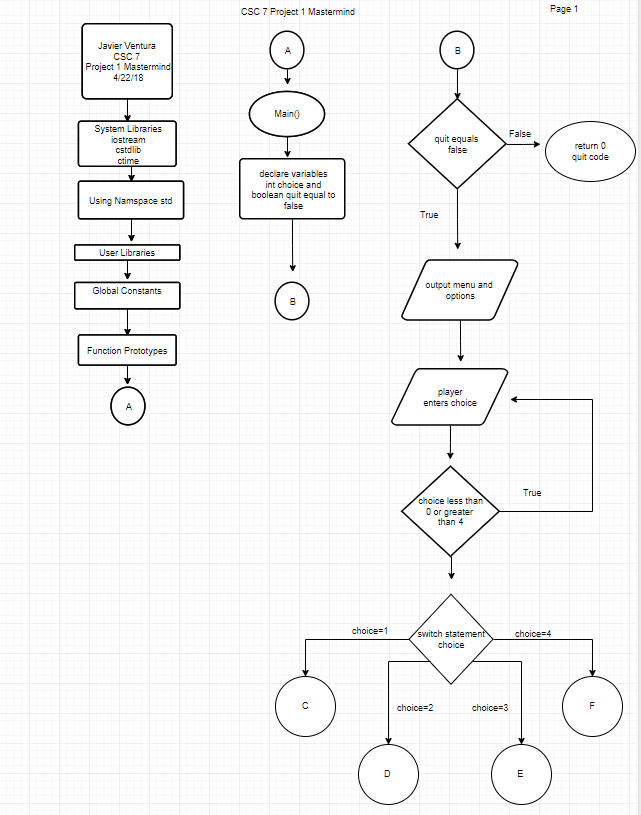 CSC 7 Project 1 Mastermind
Page 1
Javier Ventura
CSC 7
Project 1 Mastermind
4/22/18
System Libraries
iostream
cstdlib
ctime
Using Namspace std
User Libraries
Global Constants
Function Prototypes
A
A
Main()
declare variables
int choice and
boolean quit equal to
false
B
B
quit equals
false
False
return 0
quit code
True
output menu and
options
player
enters choice
choice less than
0 or greater
than 4
True
switch statement
choice
choice=1
choice=4
choice=2
choice=3
C
D
E
F